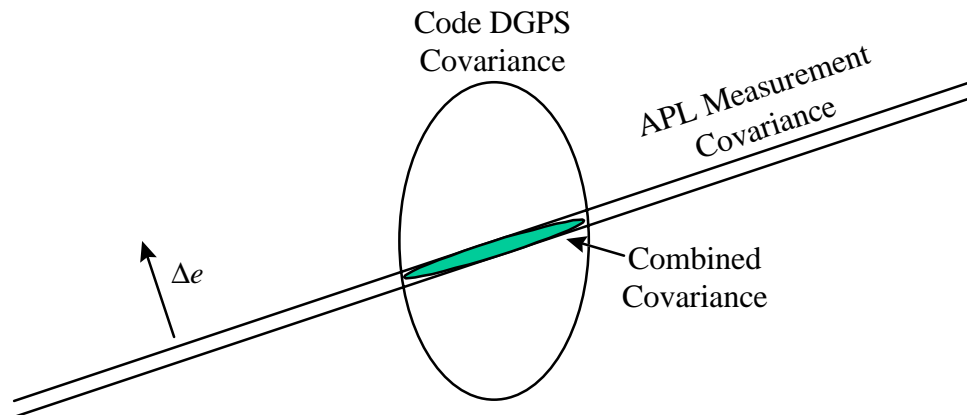 Code DGPS
Covariance
APL Measurement
Covariance
Δe
Combined
Covariance